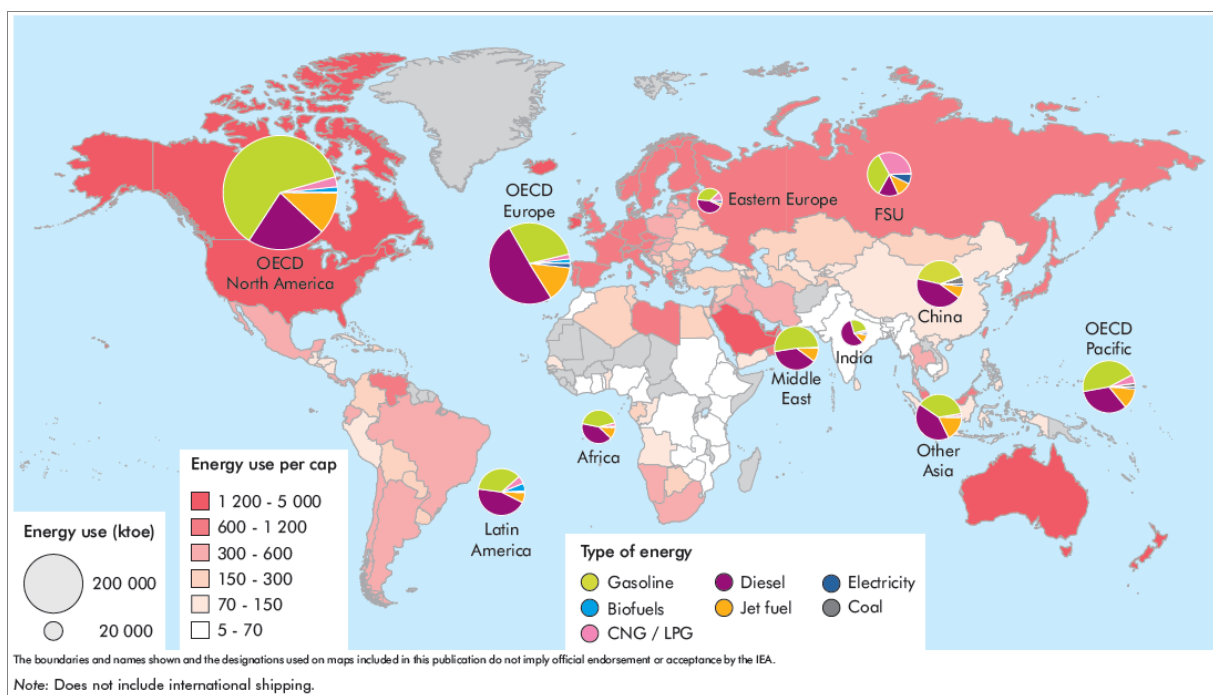 OECD
Europe
Eastern Europe
FSU
OECD
North America
China
OECD
Pacific
India
Middle
East
Africa
Other
Asia
Latin
America
Energy use per cap
1 200 - 5 000
600 - 1 200
300 - 600
150 - 300
70 - 150
5 - 70
Energy use (ktoe)
200 000
20 000
Type of energy
Gasoline
Diesel
Electricity
Biofuels
Jet fuel
Coal
CNG / LPG
The boundaries and names shown and the designations used on maps included in this publication do not imply official endorsement or acceptance by the IEA.
Note: Does not include international shipping.